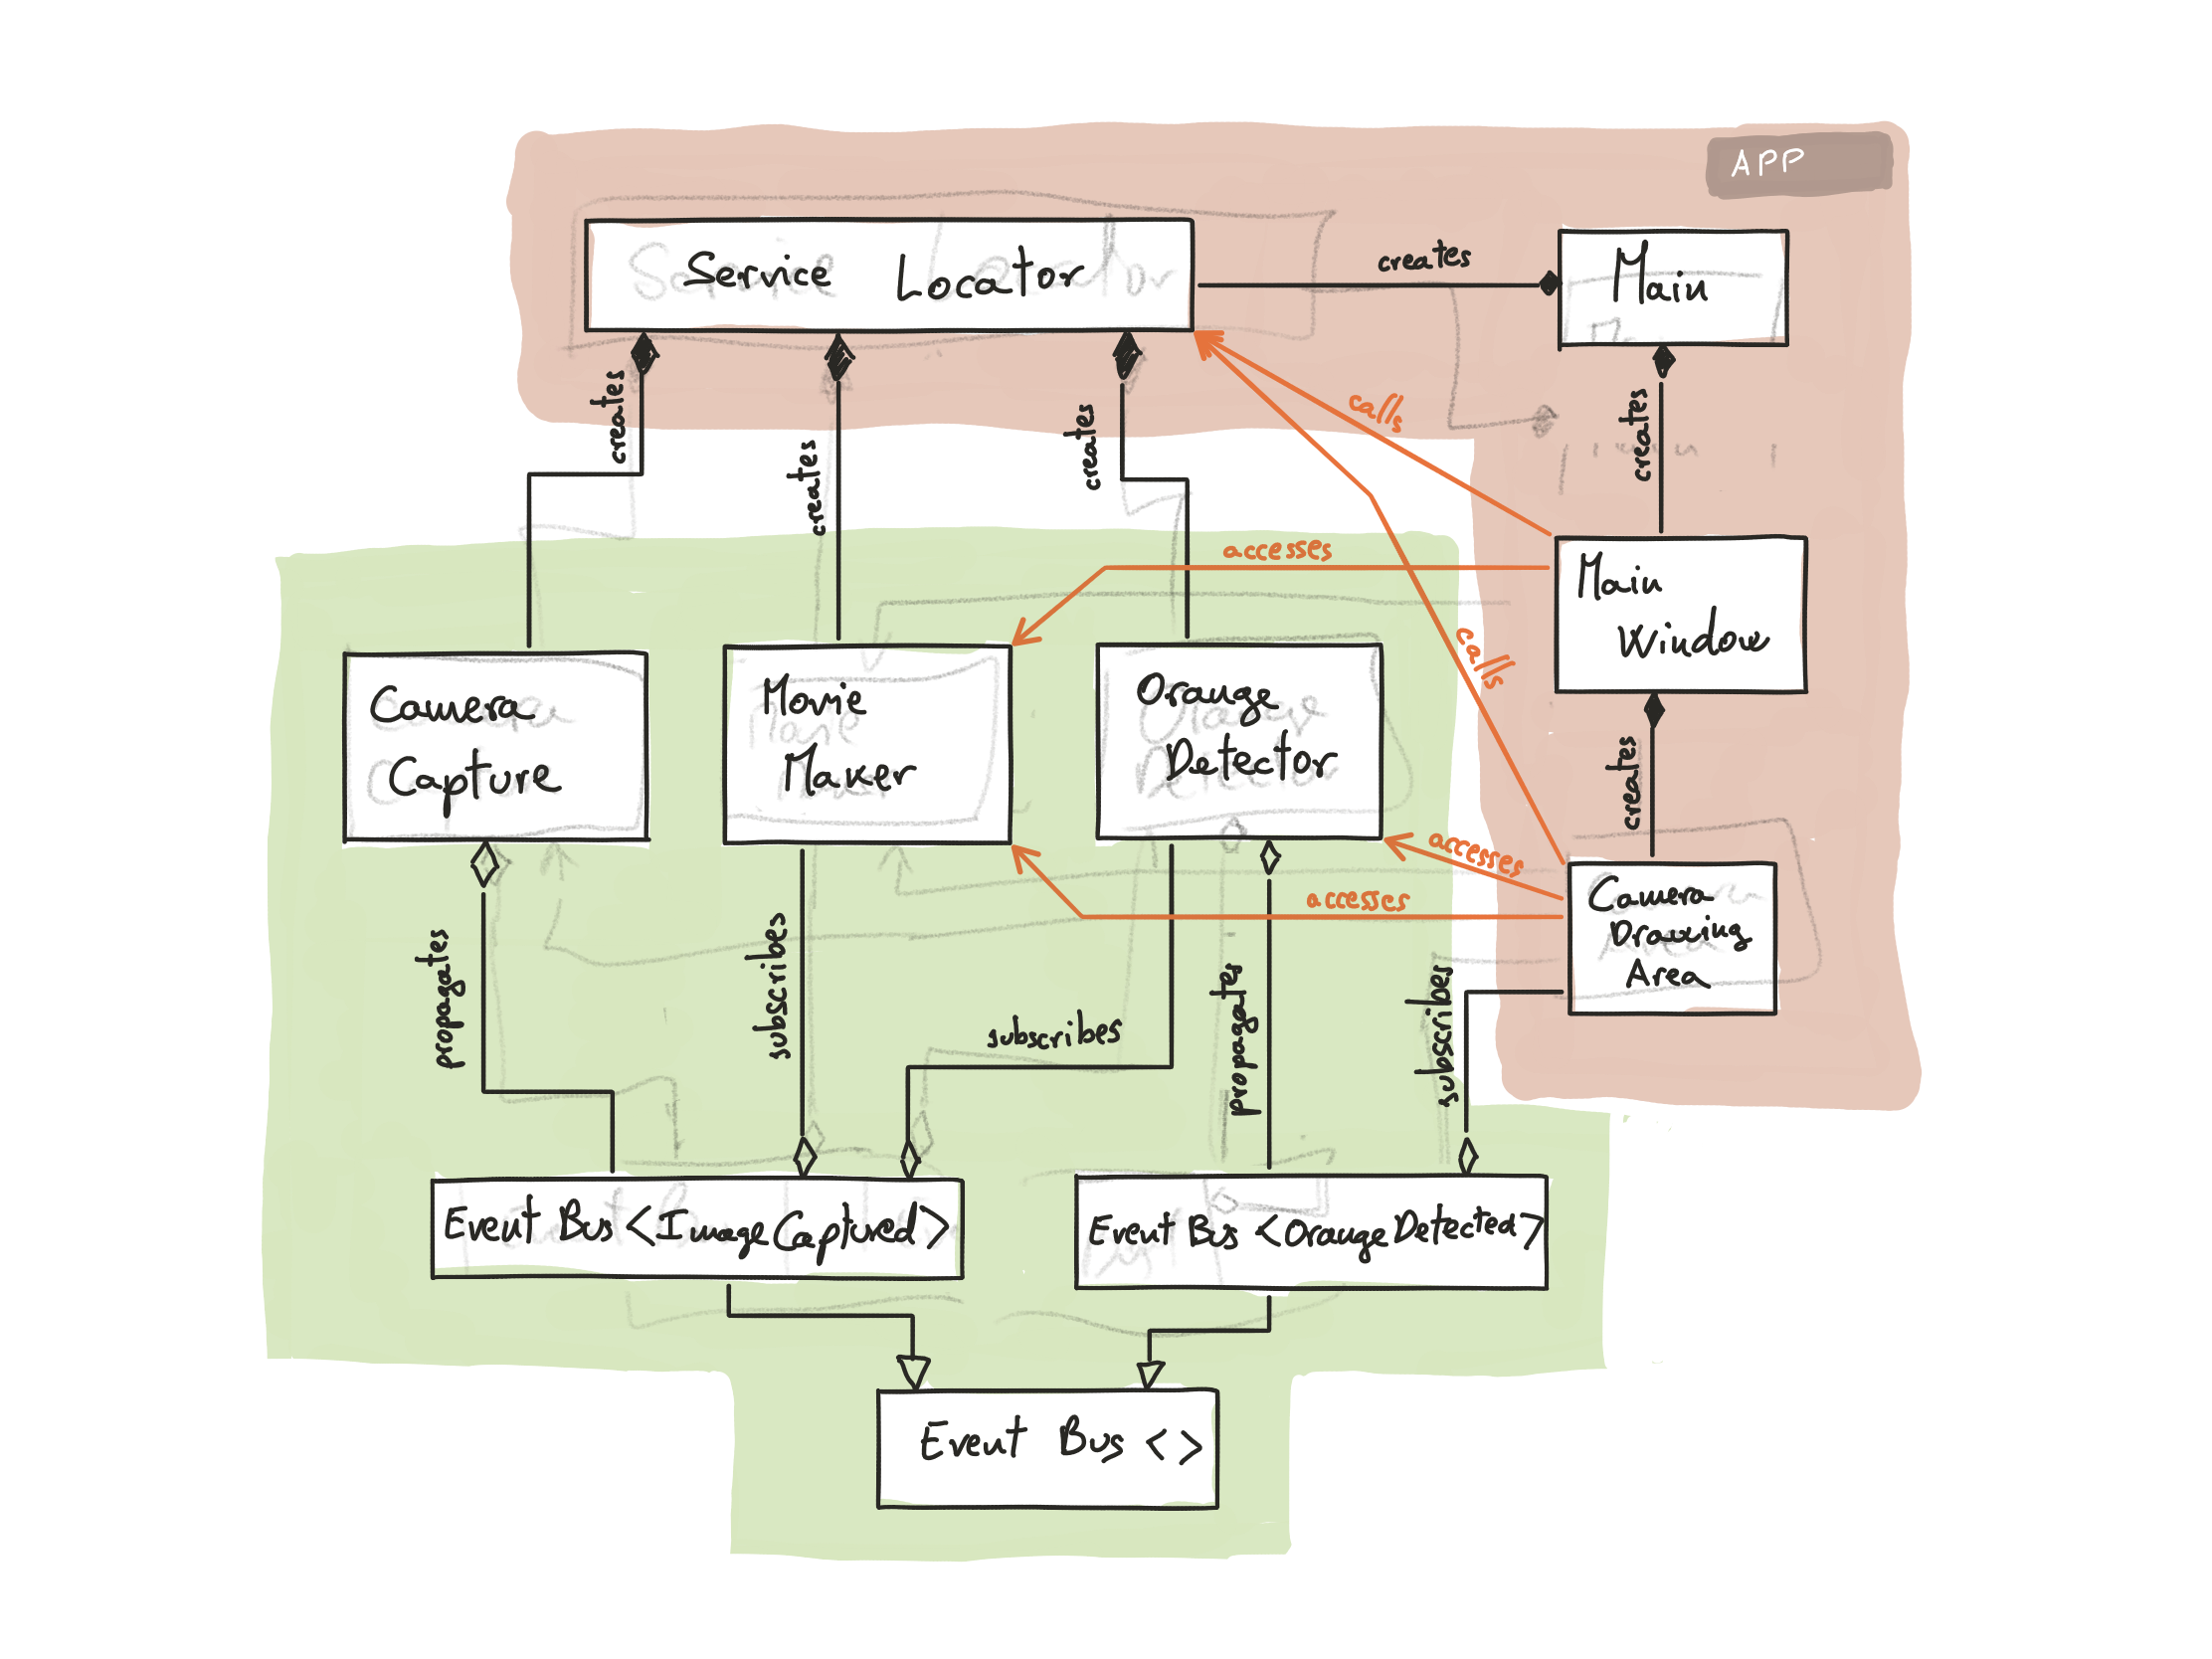 APP
Service Locator
creates
Main
creates
creates
creates
calls
creates
accesses
Main
Window
calls
Camera
Capture
Movie
Maker
Orange
Detector
creates
accesses
accesses
Camera
Drawing
Area
propagates
subscribes
subscribes
propagates
subscribes
Event Bus <ImageCaptured>
Event Bus <OrangeDetected>
Event Bus <>